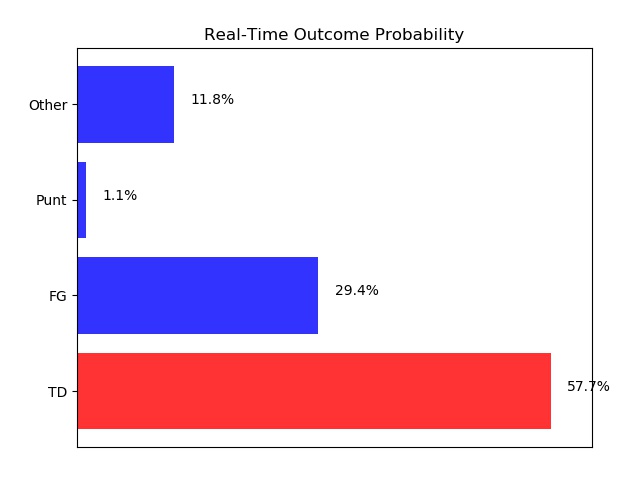 Real-Time Outcome Probability
Other 11.8%
Punt 1.1%
FG 29.4%
TD 57.7%